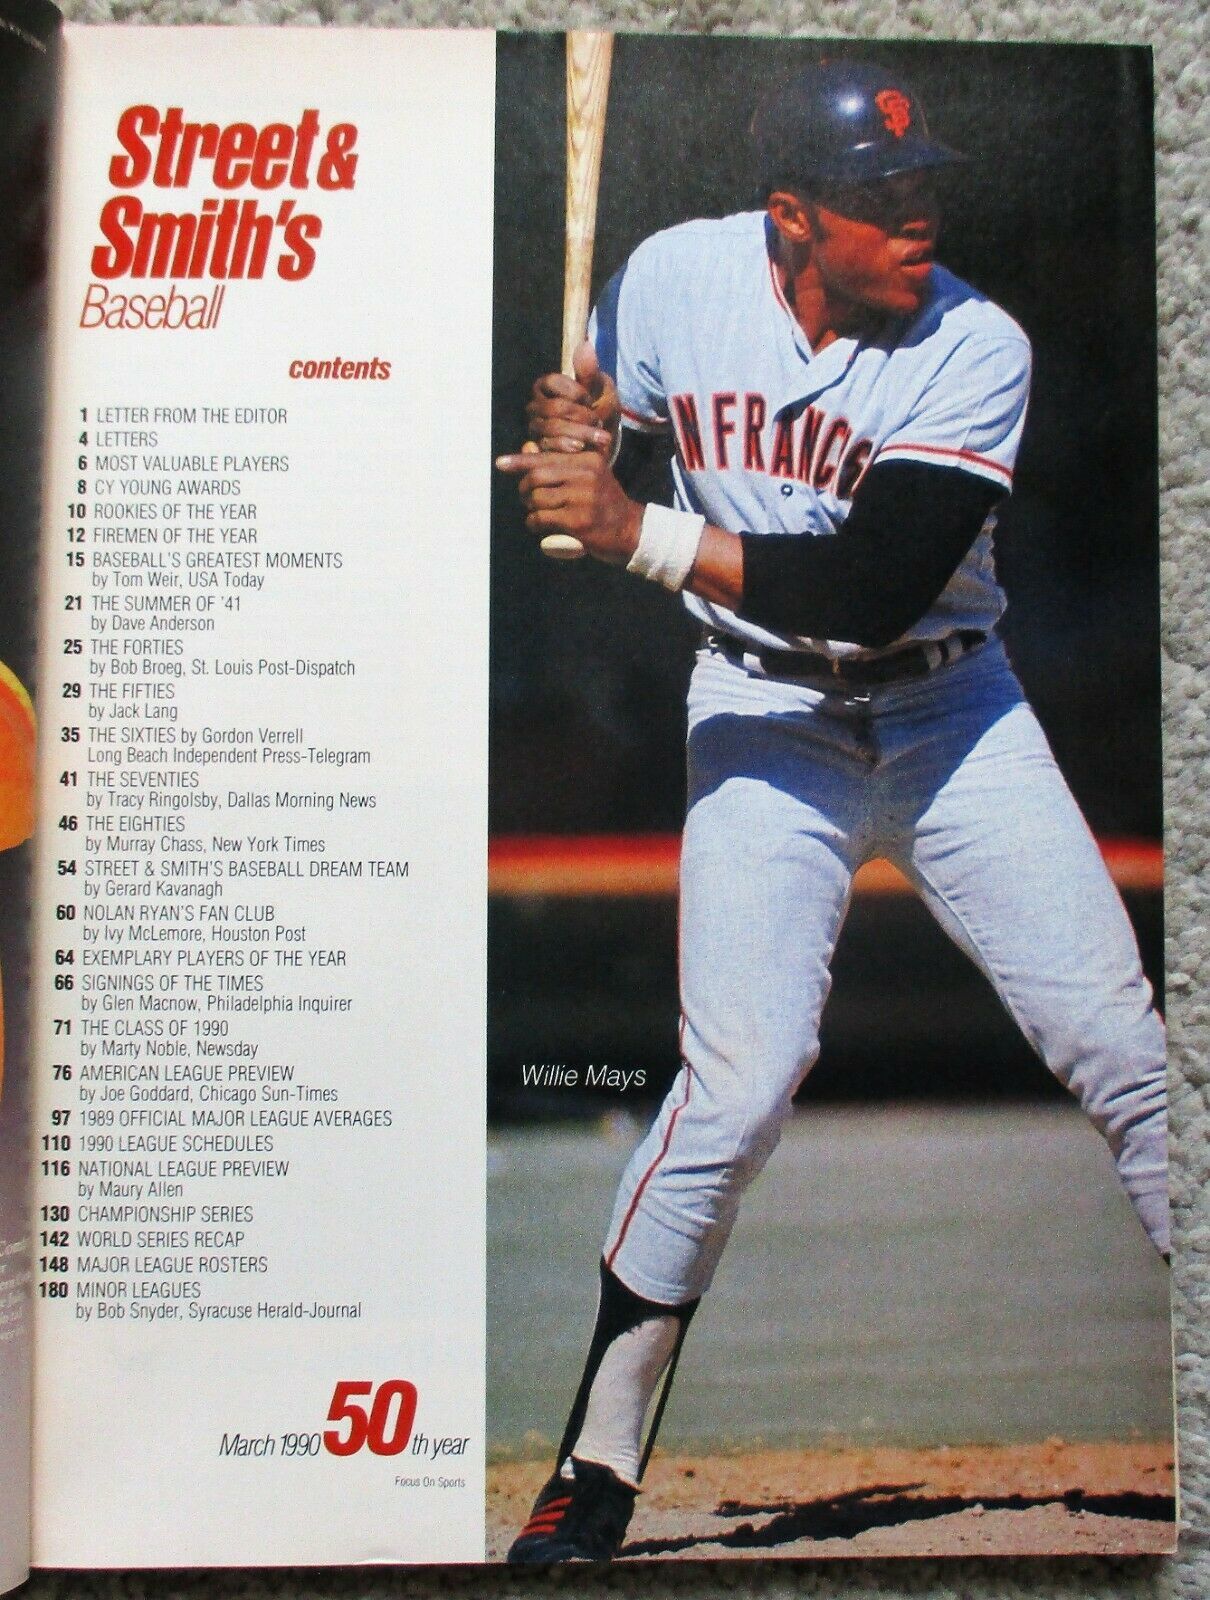 Street &
Smith's
Baseball
contents
1 LETTER FROM THE EDITOR
4 LETTERS
6 MOST VALUABLE PLAYERS
8 CY YOUNG AWARDS
10 ROOKIES OF THE YEAR
12 FIREMEN OF THE YEAR
15 BASEBALL'S GREATEST MOMENTS
by Tom Weir, USA Today
21 THE SUMMER OF '41
by Dave Anderson
25 THE FORTIES
by Bob Broeg, St. Louis Post-Dispatch
29 THE FIFTIES
by Jack Lang
35 THE SIXTIES by Gordon Verrell
Long Beach Independent Press-Telegram
41 THE SEVENTIES
by Tracy Ringolsby, Dallas Morning News
46 THE EIGHTIES
by Murray Chass, New York Times
54 STREET & SMITH'S BASEBALL DREAM TEAM
by Gerard Kavanagh
60 NOLAN RYAN'S FAN CLUB
by Ivy McLemore, Houston Post
64 EXEMPLARY PLAYERS OF THE YEAR
66 SIGNINGS OF THE TIMES
by Glen Macnow, Philadelphia Inquirer
71 THE CLASS OF 1990
by Marty Noble, Newsday
76 AMERICAN LEAGUE PREVIEW
by Joe Goddard, Chicago Sun-Times
97 1989 OFFICIAL MAJOR LEAGUE AVERAGES
110 1990 LEAGUE SCHEDULES
116 NATIONAL LEAGUE PREVIEW
by Maury Allen
130 CHAMPIONSHIP SERIES
142 WORLD SERIES RECAP
148 MAJOR LEAGUE ROSTERS
180 MINOR LEAGUES
by Bob Snyder, Syracuse Herald-Journal
March 1990 50th year
Focus On Sports
SF
N FRANCIS
Willie Mays